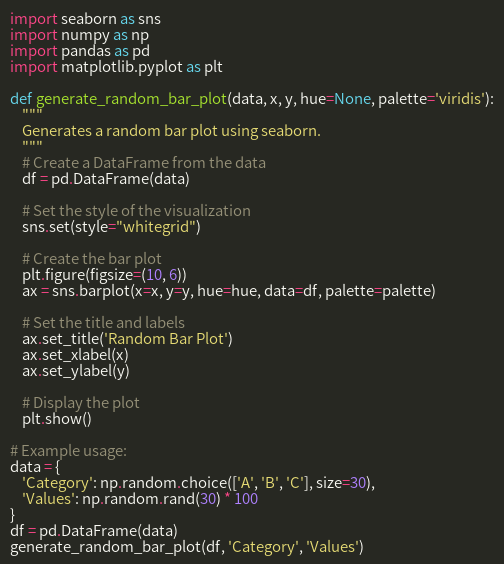 import seaborn as sns
import numpy as np
import pandas as pd
import matplotlib.pyplot as plt

def generate_random_bar_plot(data, x, y, hue=None, palette='viridis'):
    """
    Generates a random bar plot using seaborn.
    """
    # Create a DataFrame from the data
    df = pd.DataFrame(data)

    # Set the style of the visualization
    sns.set(style="whitegrid")

    # Create the bar plot
    plt.figure(figsize=(10, 6))
    ax = sns.barplot(x=x, y=y, hue=hue, data=df, palette=palette)

    # Set the title and labels
    ax.set_title('Random Bar Plot')
    ax.set_xlabel(x)
    ax.set_ylabel(y)

    # Display the plot
    plt.show()

# Example usage:
data = {
    'Category': np.random.choice(['A', 'B', 'C'], size=30),
    'Values': np.random.rand(30) * 100
}
df = pd.DataFrame(data)
generate_random_bar_plot(df, 'Category', 'Values')